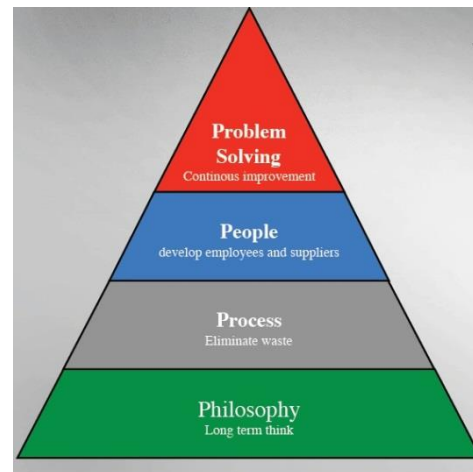 Problem
Solving
Continous improvement
People
develop employees and suppliers
Process
Eliminate waste
Philosophy
Long term think